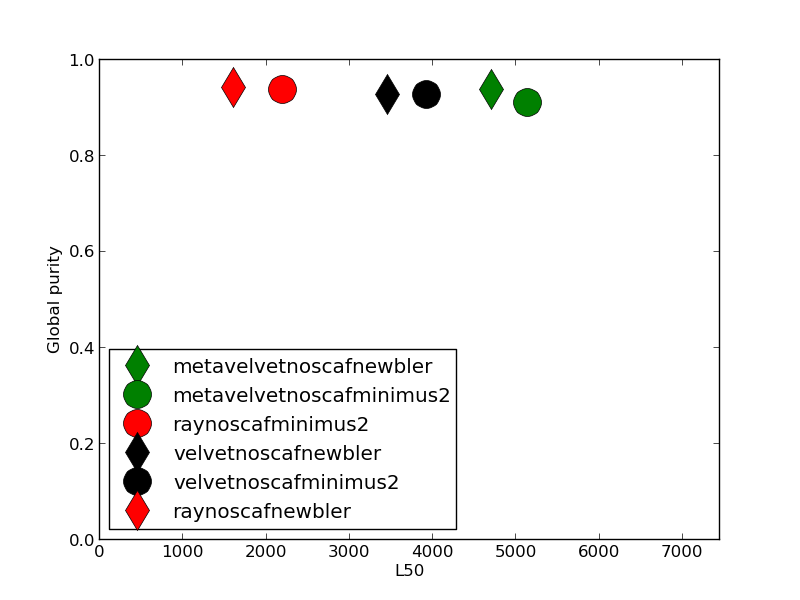 1.0
0.8
0.6
0.4
0.2
0.0
Global purity
metavelvetnoscafnewbler
metavelvetnoscafminimus2
raynoscafminimus2
velvetnoscafnewbler
velvetnoscafminimus2
raynoscafnewbler
0 1000 2000 3000 4000 5000 6000 7000
L50